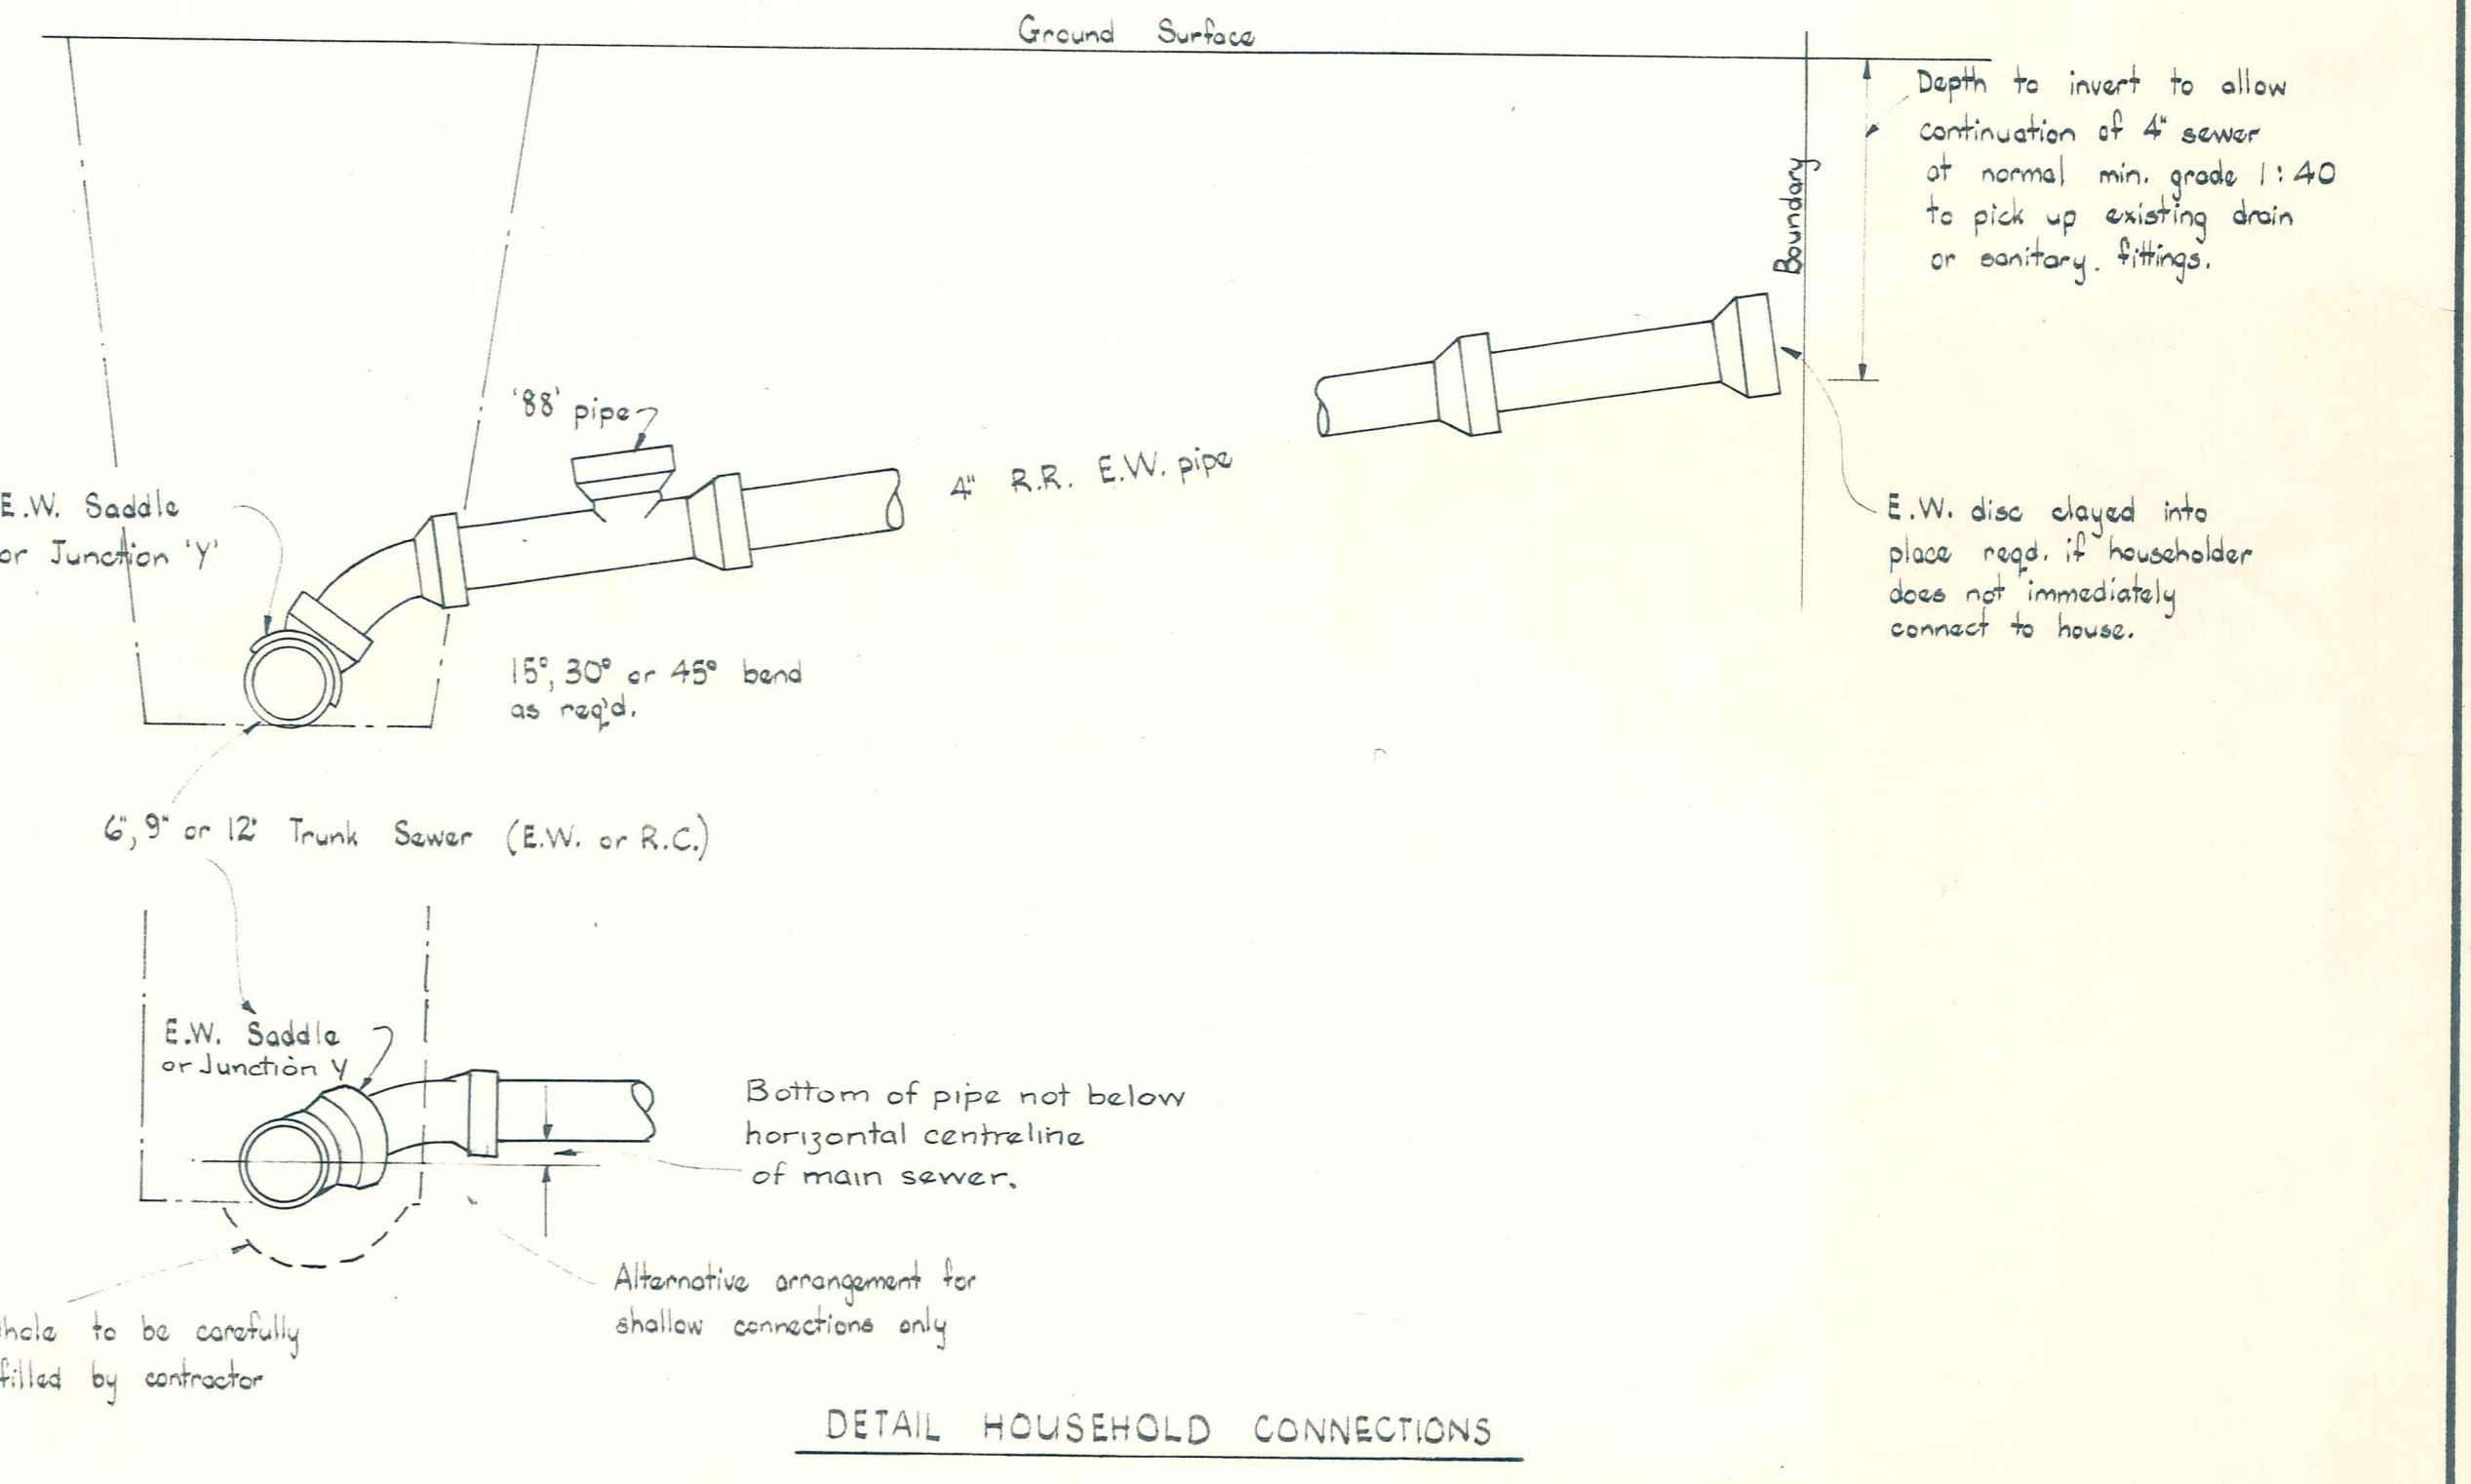 Ground Surface
Depth to invert to allow
continuation of 4" sewer
at normal min. grade 1:40
to pick up existing drain
or sanitary. fittings.
Boundary
'88' pipe
4" R.R. E.W. pipe
E.W. Saddle
or Junction 'Y'
E.W. disc clayed into
place reqd. if householder
does not immediately
connect to house.
15°, 30° or 45° bend
as req'd.
6", 9" or 12" Trunk Sewer (E.W. or R.C.)
E.W. Saddle
or Junction Y
Bottom of pipe not below
horizontal centreline
of main sewer.
Alternative arrangement for
shallow connections only
hole to be carefully
filled by contractor
DETAIL HOUSEHOLD CONNECTIONS